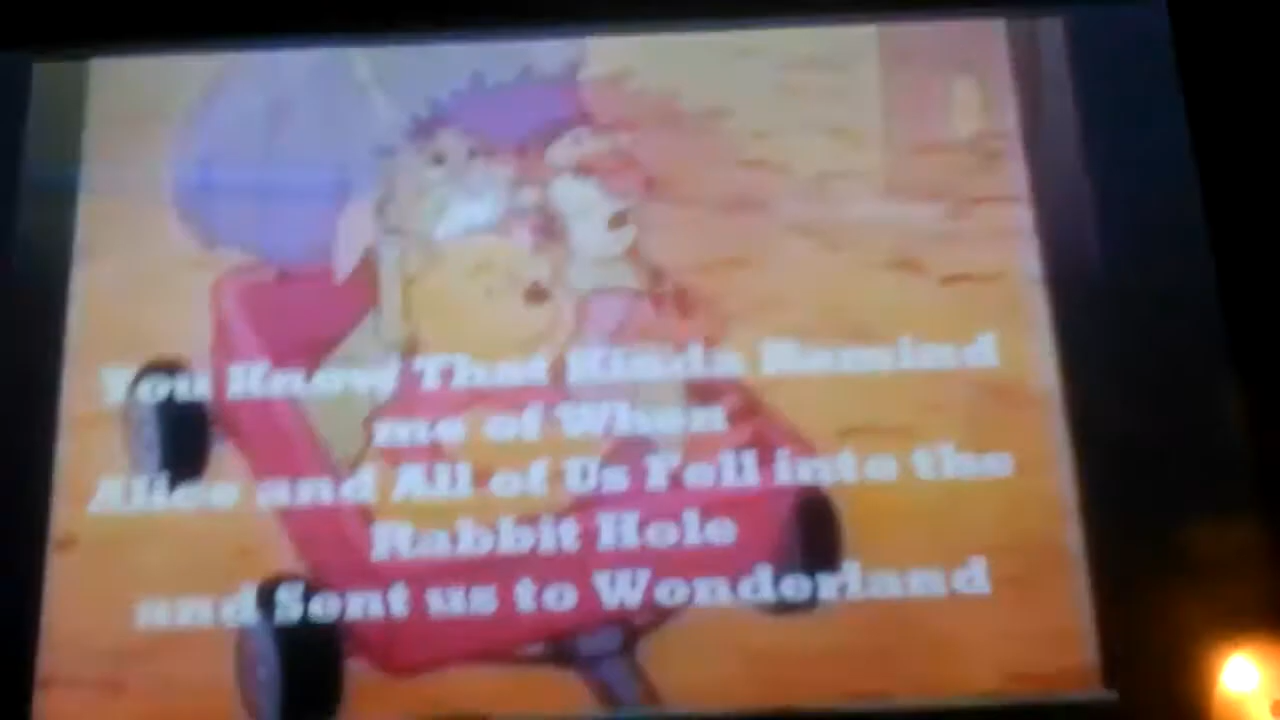 You Know That Kinda Remind
me of When
Alice and All of Us Fell into the
Rabbit Hole
and Sent us to Wonderland